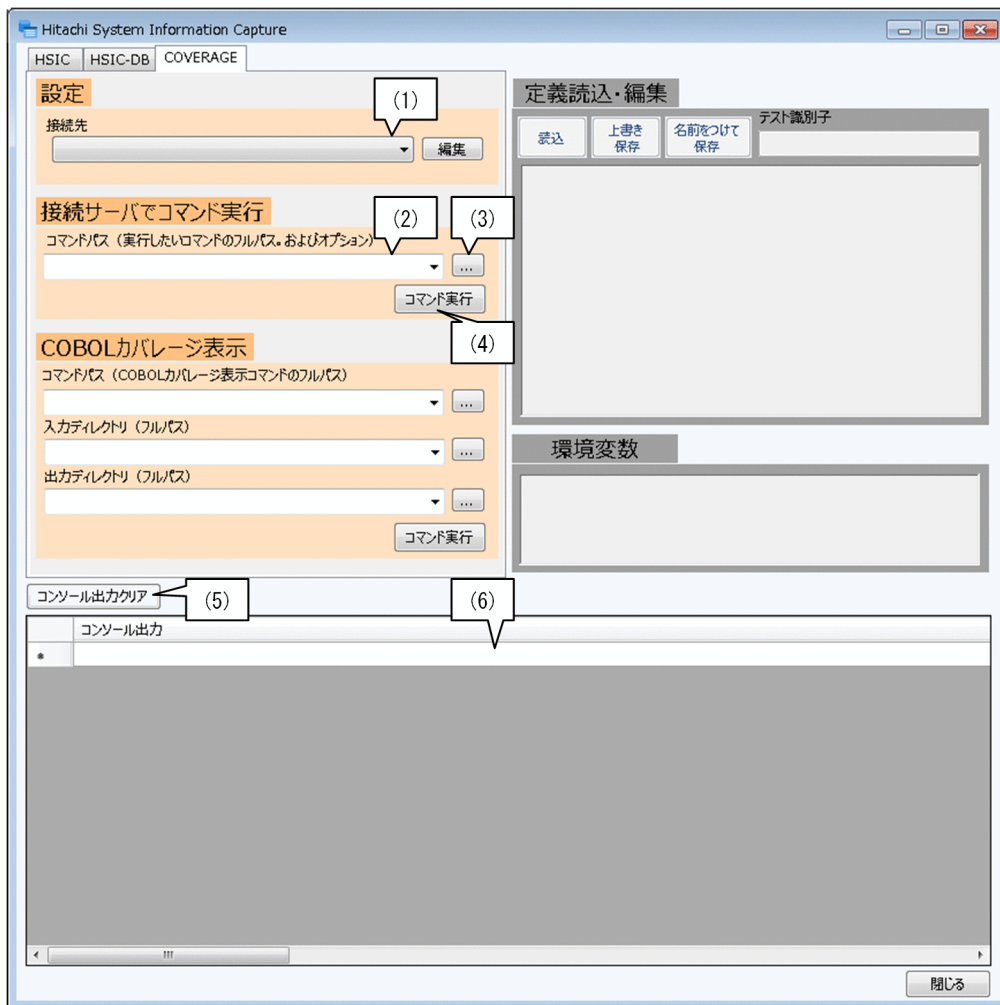 Hitachi System Information Capture
HSIC
HSIC-DB
COVERAGE
設定
(1)
接続先
編集
接続サーバでコマンド実行
(2)
(3)
コマンドパス（実行したいコマンドのフルパス。およびオプション）
...
コマンド実行
(4)
COBOLカバレージ表示
コマンドパス（COBOLカバレージ表示コマンドのフルパス）
...
入力ディレクトリ（フルパス）
...
出力ディレクトリ（フルパス）
...
コマンド実行
定義読込・編集
読込
上書き
保存
名前をつけて
保存
テスト識別子
環境変数
コンソール出力クリア
(5)
(6)
コンソール出力
*
閉じる